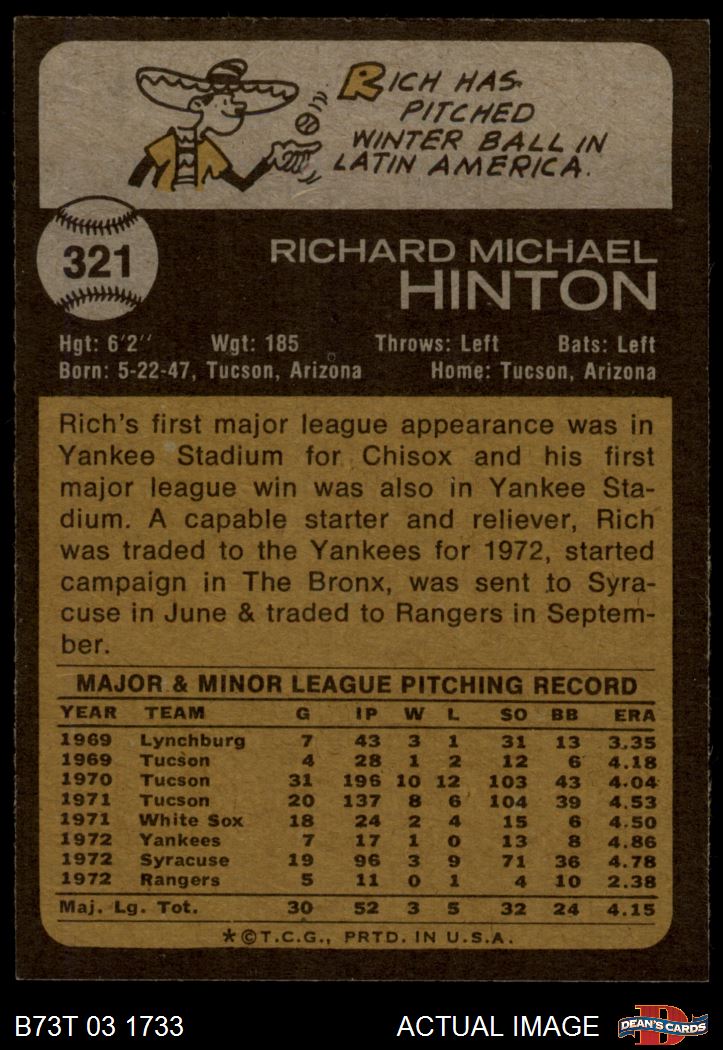 RICH HAS
PITCHED
WINTER BALL IN
LATIN AMERICA.
321
RICHARD MICHAEL
HINTON
Hgt: 6'2" Wgt: 185 Throws: Left Bats: Left
Born: 5-22-47, Tucson, Arizona Home: Tucson, Arizona
Rich's first major league appearance was in
Yankee Stadium for Chisox and his first
major league win was also in Yankee Sta-
dium. A capable starter and reliever, Rich
was traded to the Yankees for 1972, started
campaign in The Bronx, was sent to Syra-
cuse in June & traded to Rangers in Septem-
ber.
MAJOR & MINOR LEAGUE PITCHING RECORD
YEAR TEAM G IP W L SO BB ERA
1969 Lynchburg 7 43 3 1 31 13 3.35
1969 Tucson 4 28 1 2 12 6 4.18
1970 Tucson 31 196 10 12 103 43 4.04
1971 Tucson 20 137 8 6 104 39 4.53
1971 White Sox 18 24 2 4 15 6 4.50
1972 Yankees 7 17 1 0 13 8 4.86
1972 Syracuse 19 96 3 9 71 36 4.78
1972 Rangers 5 11 0 1 4 10 2.38
Maj. Lg. Tot. 30 52 3 5 32 24 4.15
*©T.C.G., PRTD. IN U.S.A.
B73T 03 1733 ACTUAL IMAGE DEAN'S CARDS